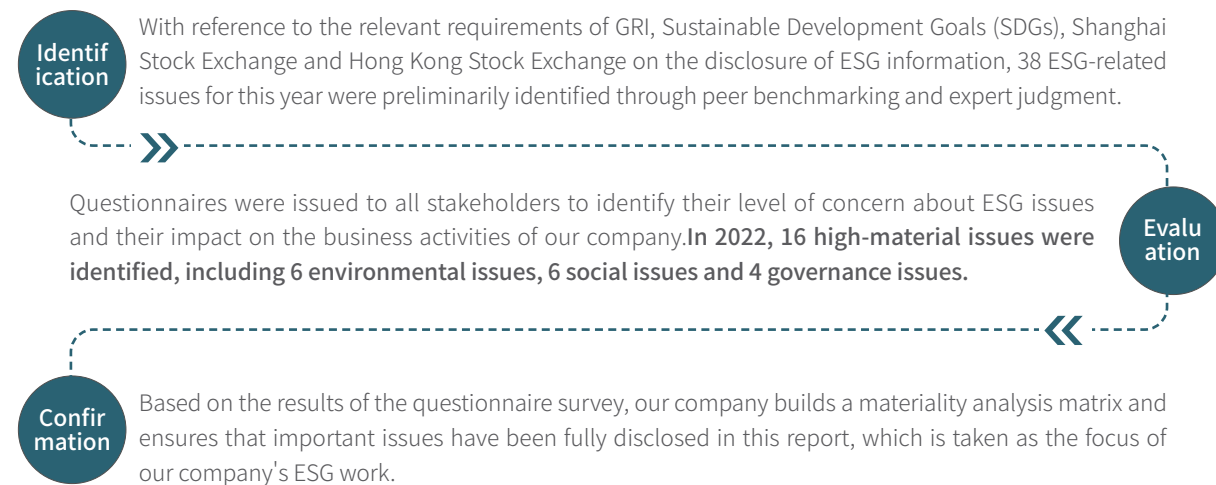 Identif
ication
With reference to the relevant requirements of GRI, Sustainable Development Goals (SDGs), Shanghai
Stock Exchange and Hong Kong Stock Exchange on the disclosure of ESG information, 38 ESG-related
issues for this year were preliminarily identified through peer benchmarking and expert judgment.
Questionnaires were issued to all stakeholders to identify their level of concern about ESG issues
and their impact on the business activities of our company.In 2022, 16 high-material issues were
identified, including 6 environmental issues, 6 social issues and 4 governance issues.
Evalu
ation
Confir
mation
Based on the results of the questionnaire survey, our company builds a materiality analysis matrix and
ensures that important issues have been fully disclosed in this report, which is taken as the focus of
our company's ESG work.